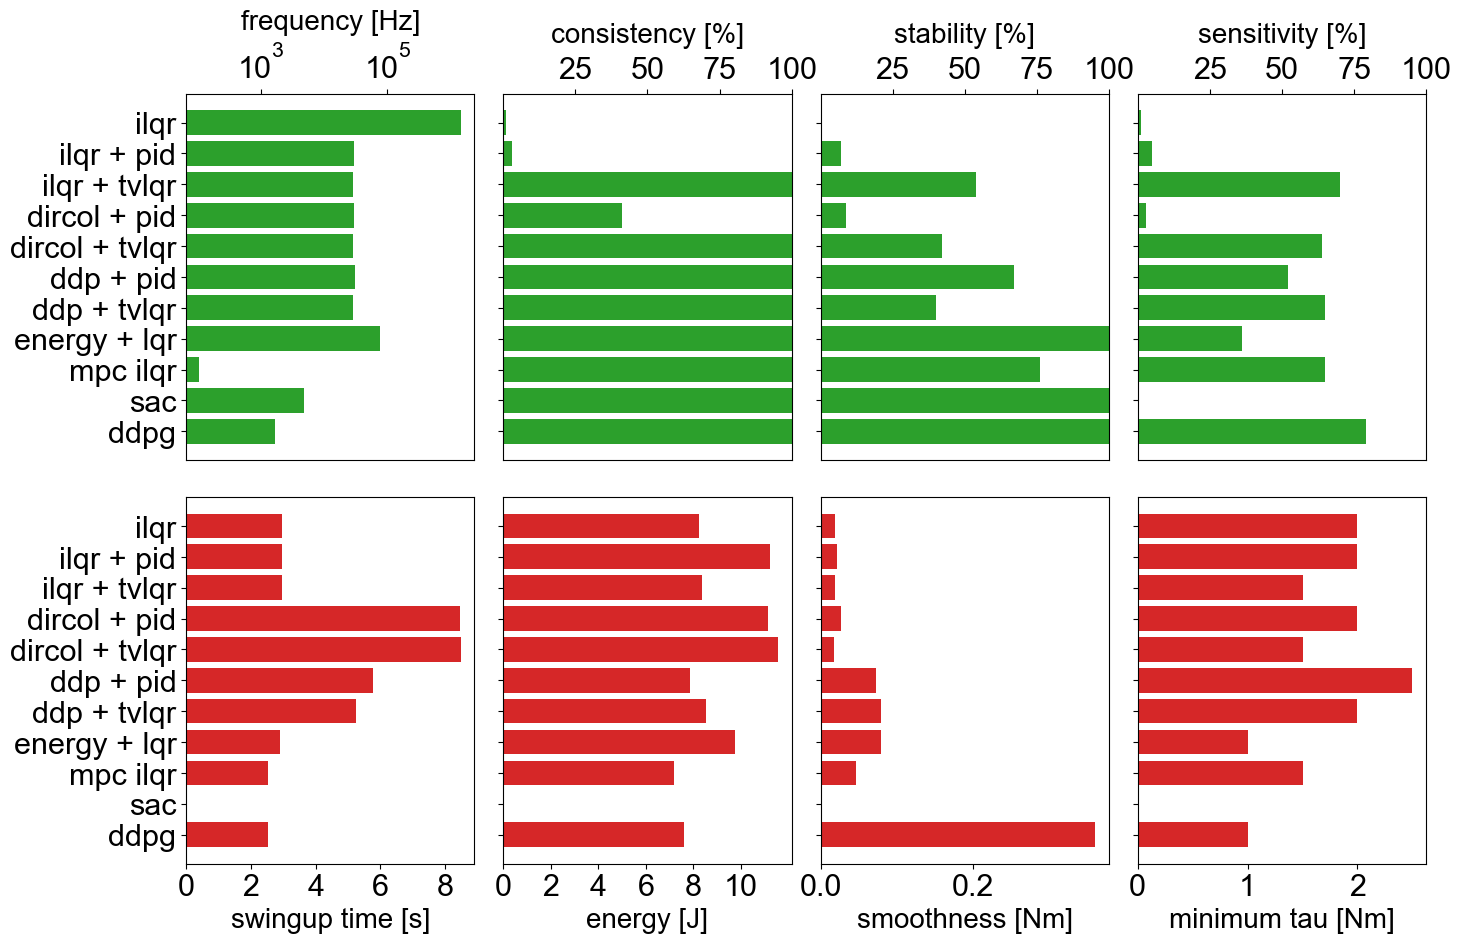 frequency [Hz] consistency [%] stability [%] sensitivity [%]
10^3 10^5 25 50 75 100 25 50 75 100 25 50 75 100
ilqr
ilqr + pid
ilqr + tvlqr
dircol + pid
dircol + tvlqr
ddp + pid
ddp + tvlqr
energy + lqr
mpc ilqr
sac
ddpg
ilqr
ilqr + pid
ilqr + tvlqr
dircol + pid
dircol + tvlqr
ddp + pid
ddp + tvlqr
energy + lqr
mpc ilqr
sac
ddpg
0 2 4 6 8 0 2 4 6 8 10 0.0 0.2 0 1 2
swingup time [s] energy [J] smoothness [Nm] minimum tau [Nm]